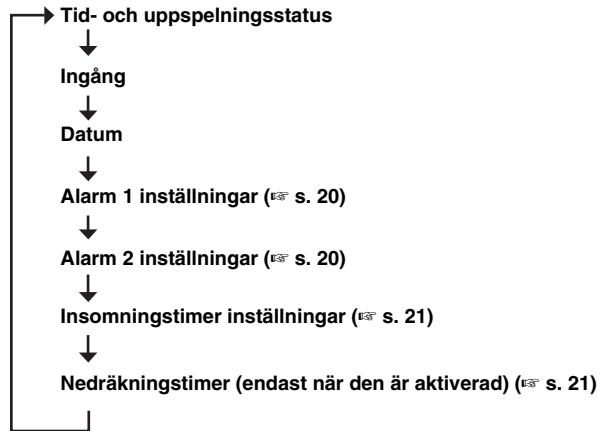 Tid- och uppspelningsstatus
Ingång
Datum
Alarm 1 inställningar (☞ s. 20)
Alarm 2 inställningar (☞ s. 20)
Insomningstimer inställningar (☞ s. 21)
Nedräkningstimer (endast när den är aktiverad) (☞ s. 21)